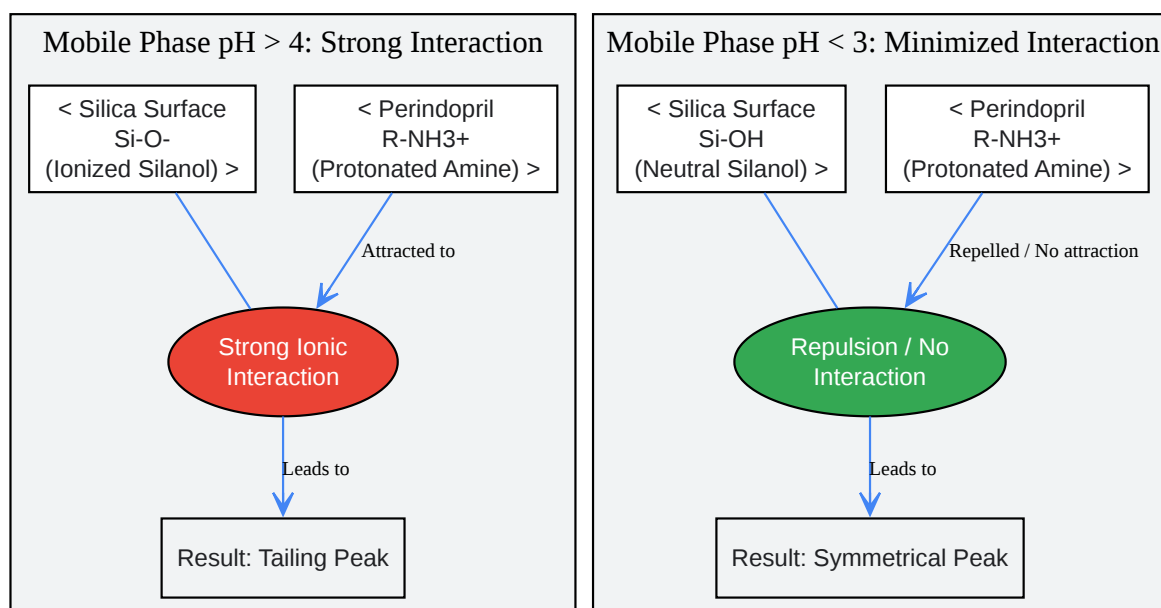 Mobile Phase pH > 4: Strong Interaction
< Silica Surface
Si-O-
(Ionized Silanol) >
< Perindopril
R-NH3+
(Protonated Amine) >
Attracted to
Strong Ionic
Interaction
Leads to
Result: Tailing Peak
Mobile Phase pH < 3: Minimized Interaction
< Silica Surface
Si-OH
(Neutral Silanol) >
< Perindopril
R-NH3+
(Protonated Amine) >
Repelled / No attraction
Repulsion / No
Interaction
Leads to
Result: Symmetrical Peak